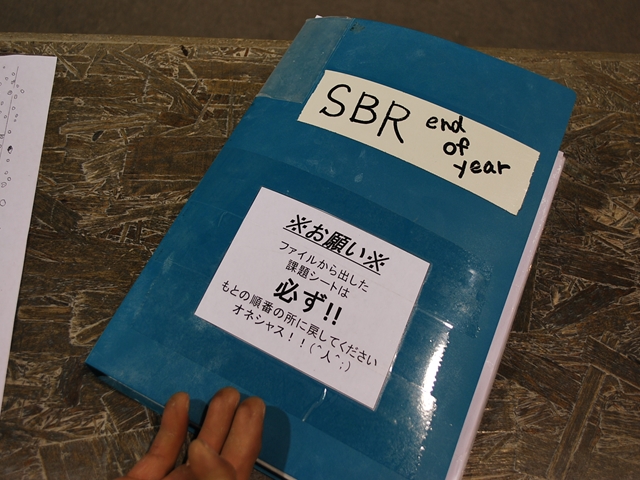 SBR end
of
year
※お願い※
ファイルから出した
課題シートは
必ず!!
もとの順番の所に戻してください
オネシャス!!(^人^;)